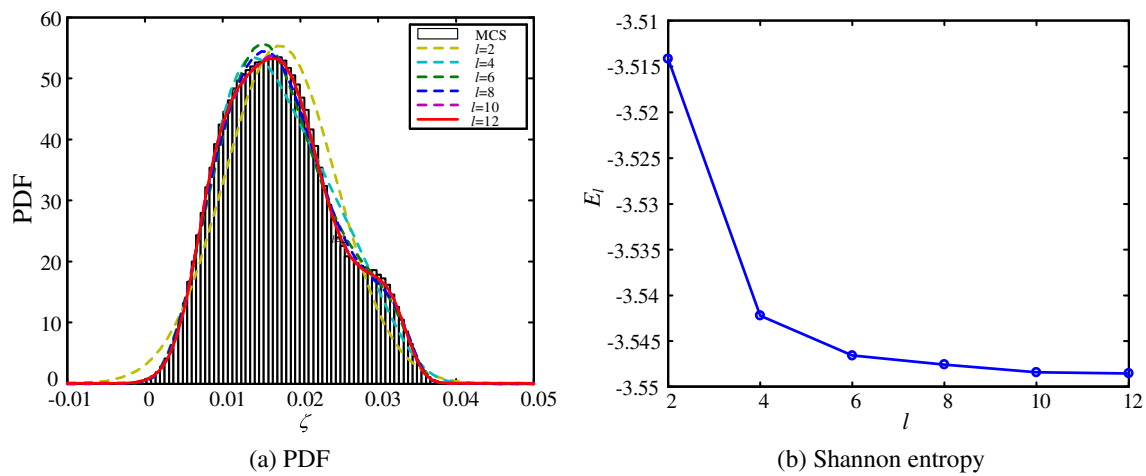 60
50
40
30
20
10
0
PDF
-0.01 0 0.01 0.02 0.03 0.04 0.05
ζ
MCS
l=2
l=4
l=6
l=8
l=10
l=12
(a) PDF
-3.51
-3.515
-3.52
-3.525
-3.53
-3.535
-3.54
-3.545
-3.55
E_l
2 4 6 8 10 12
l
(b) Shannon entropy